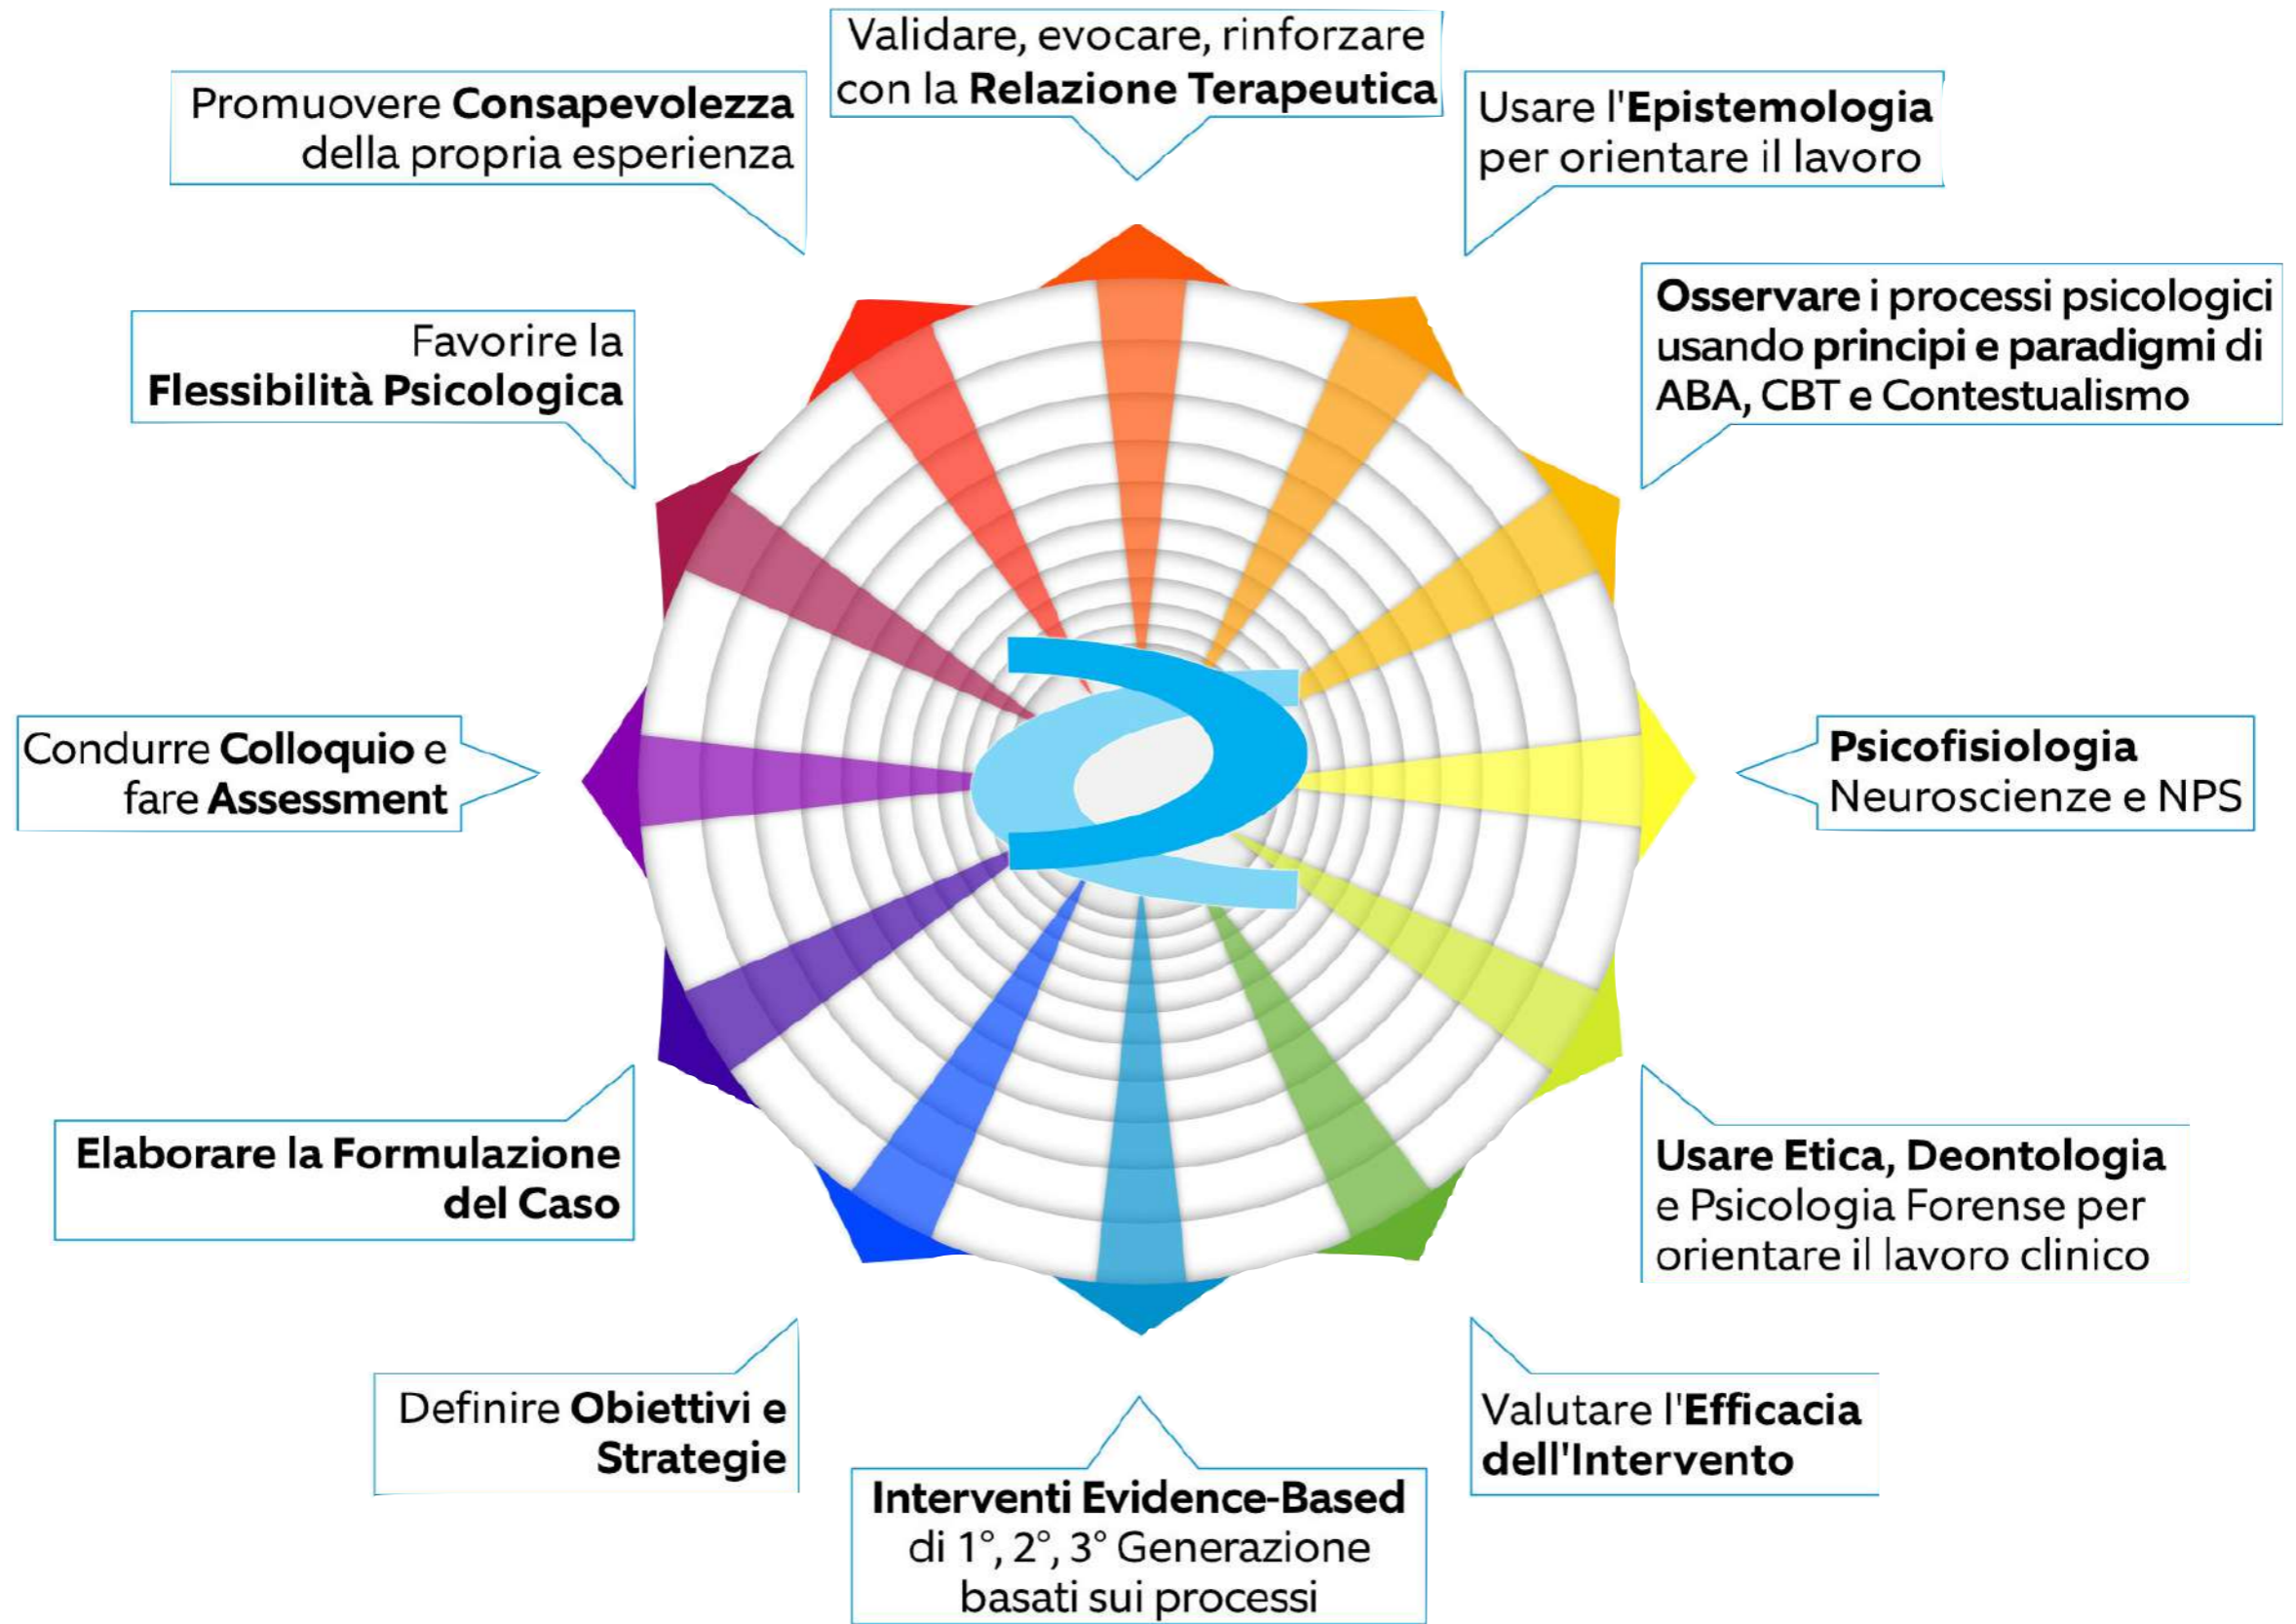 Validare, evocare, rinforzare
con la Relazione Terapeutica
Promuovere Consapevolezza
della propria esperienza
Usare l'Epistemologia
per orientare il lavoro
Osservare i processi psicologici
usando principi e paradigmi di
ABA, CBT e Contestualismo
Favorire la
Flessibilità Psicologica
Condurre Colloquio e
fare Assessment
Psicofisiologia
Neuroscienze e NPS
Elaborare la Formulazione
del Caso
Usare Etica, Deontologia
e Psicologia Forense per
orientare il lavoro clinico
Definire Obiettivi e
Strategie
Valutare l'Efficacia
dell'Intervento
Interventi Evidence-Based
di 1°, 2°, 3° Generazione
basati sui processi